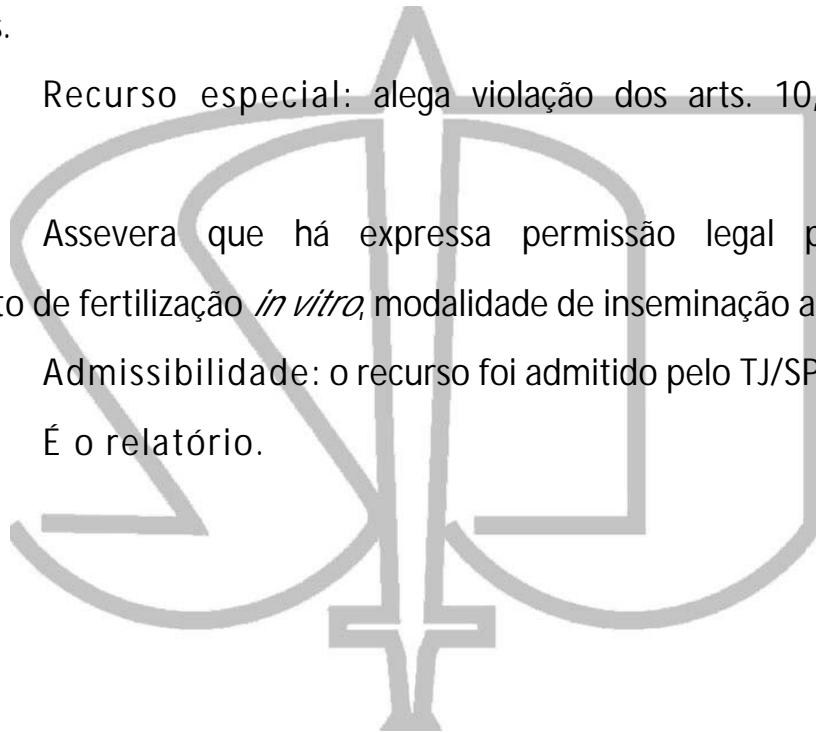 s.
Recurso especial: alega violação dos arts. 10,
Assevera que há expressa permissão legal p
to de fertilização in vitro, modalidade de inseminação a
Admissibilidade: o recurso foi admitido pelo TJ/SP
É o relatório.